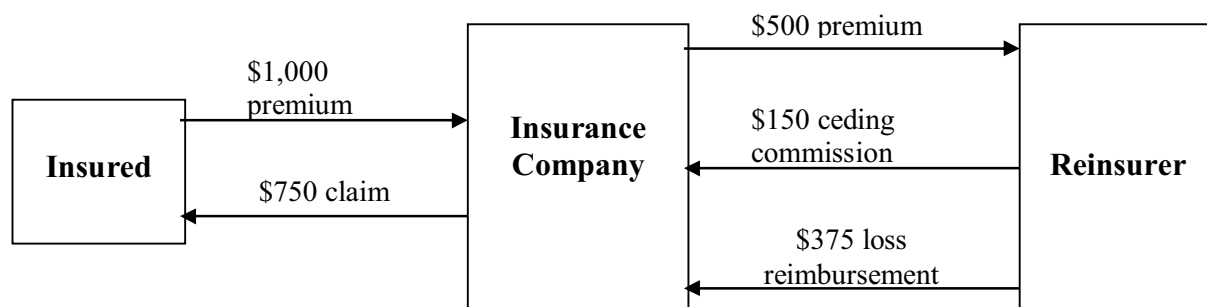 $500 premium
$1,000
premium
Insured
Insurance
Company
$150 ceding
commission
Reinsurer
$750 claim
$375 loss
reimbursement